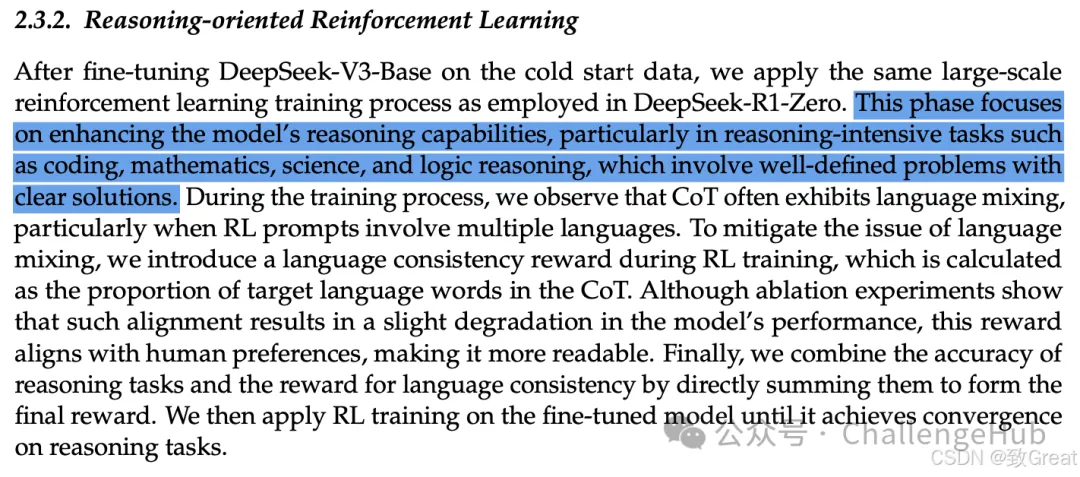 2.3.2. Reasoning-oriented Reinforcement Learning
After fine-tuning DeepSeek-V3-Base on the cold start data, we apply the same large-scale
reinforcement learning training process as employed in DeepSeek-R1-Zero. This phase focuses
on enhancing the model's reasoning capabilities, particularly in reasoning-intensive tasks such
as coding, mathematics, science, and logic reasoning, which involve well-defined problems with
clear solutions. During the training process, we observe that CoT often exhibits language mixing,
particularly when RL prompts involve multiple languages. To mitigate the issue of language
mixing, we introduce a language consistency reward during RL training, which is calculated
as the proportion of target language words in the CoT. Although ablation experiments show
that such alignment results in a slight degradation in the model's performance, this reward
aligns with human preferences, making it more readable. Finally, we combine the accuracy of
reasoning tasks and the reward for language consistency by directly summing them to form the
final reward. We then apply RL training on the fine-tuned model until it achieves convergence
on reasoning tasks.
公众号 · ChallengeHub
CSDN @致Great